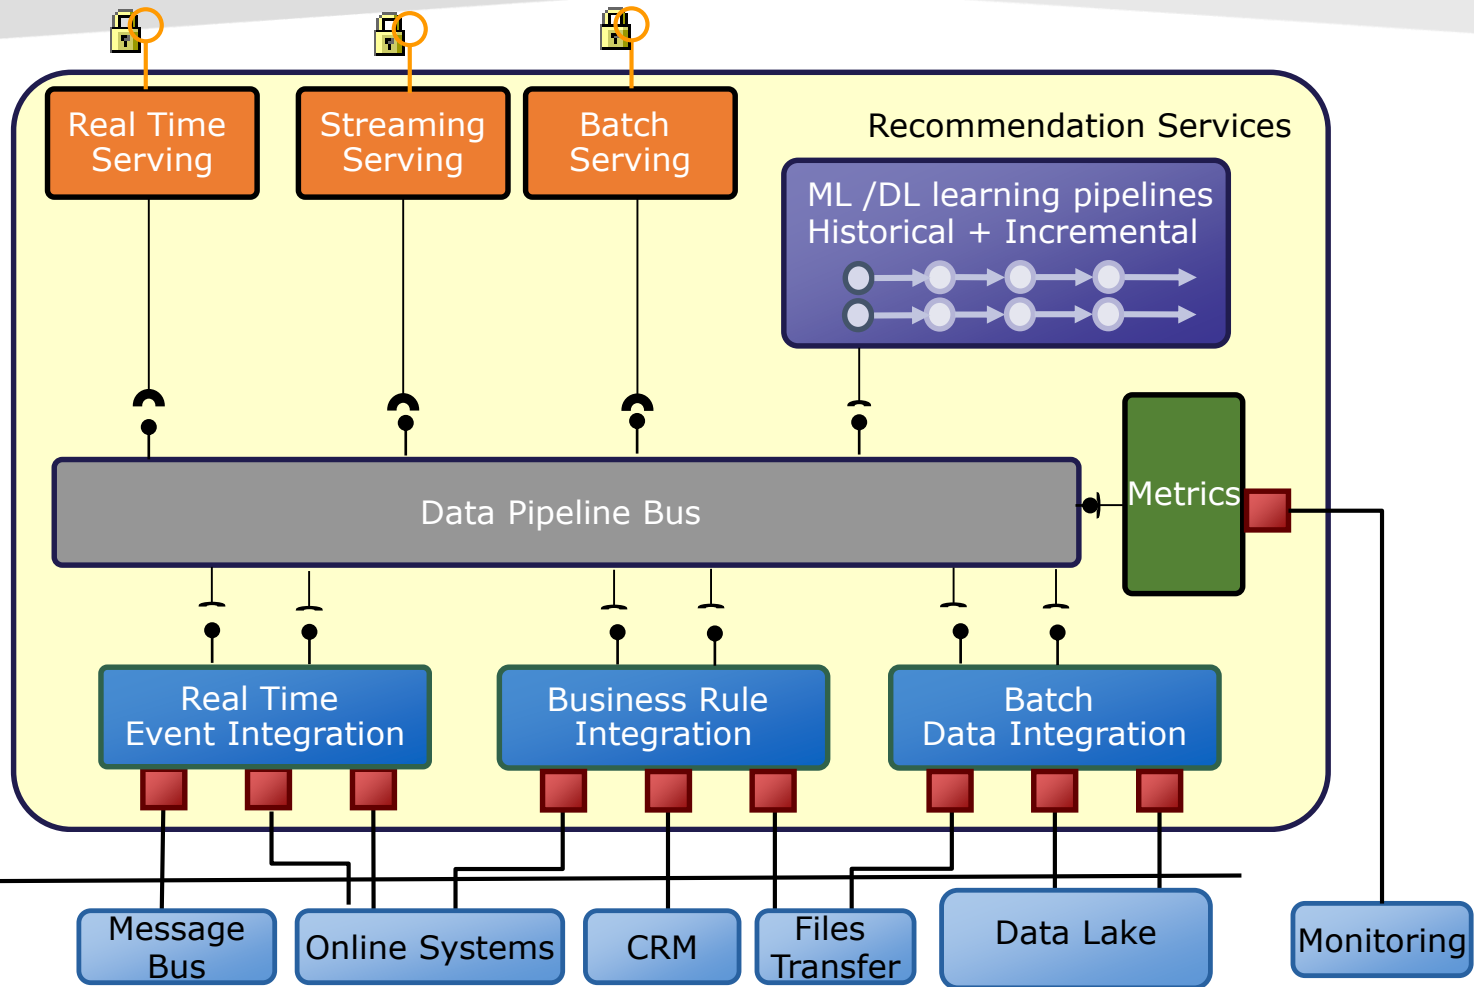 Real Time
Serving
Streaming
Serving
Batch
Serving
Recommendation Services
ML /DL learning pipelines
Historical + Incremental
Metrics
Data Pipeline Bus
Real Time
Event Integration
Business Rule
Integration
Batch
Data Integration
Message
Bus
Online Systems
CRM
Files
Transfer
Data Lake
Monitoring